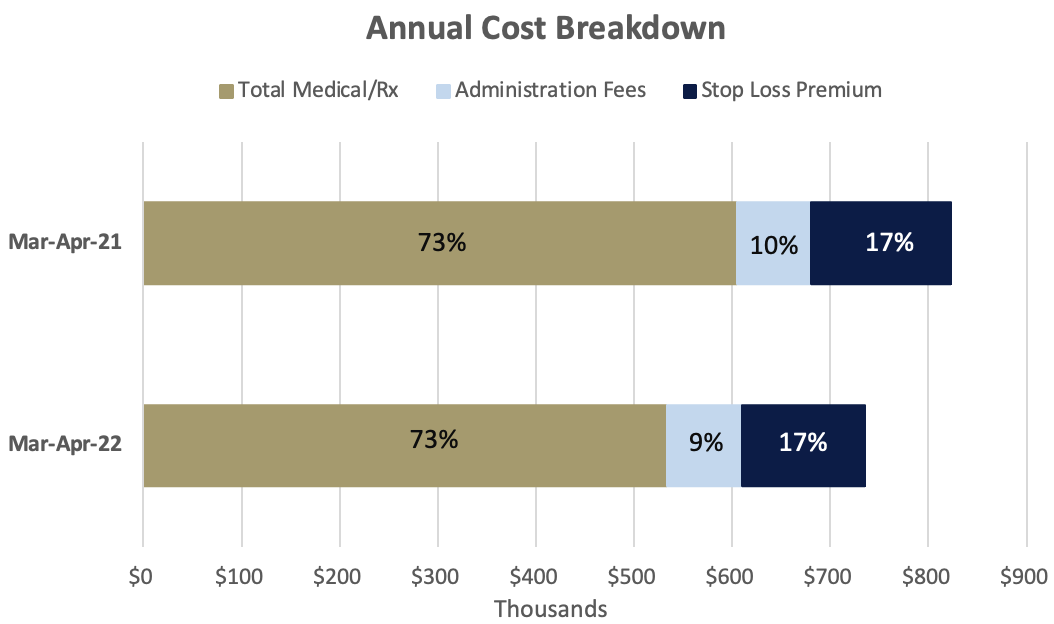 Annual Cost Breakdown
Total Medical/Rx Administration Fees Stop Loss Premium
Mar-Apr-21 73% 10% 17%
Mar-Apr-22 73% 9% 17%
$0 $100 $200 $300 $400 $500 $600 $700 $800 $900
Thousands